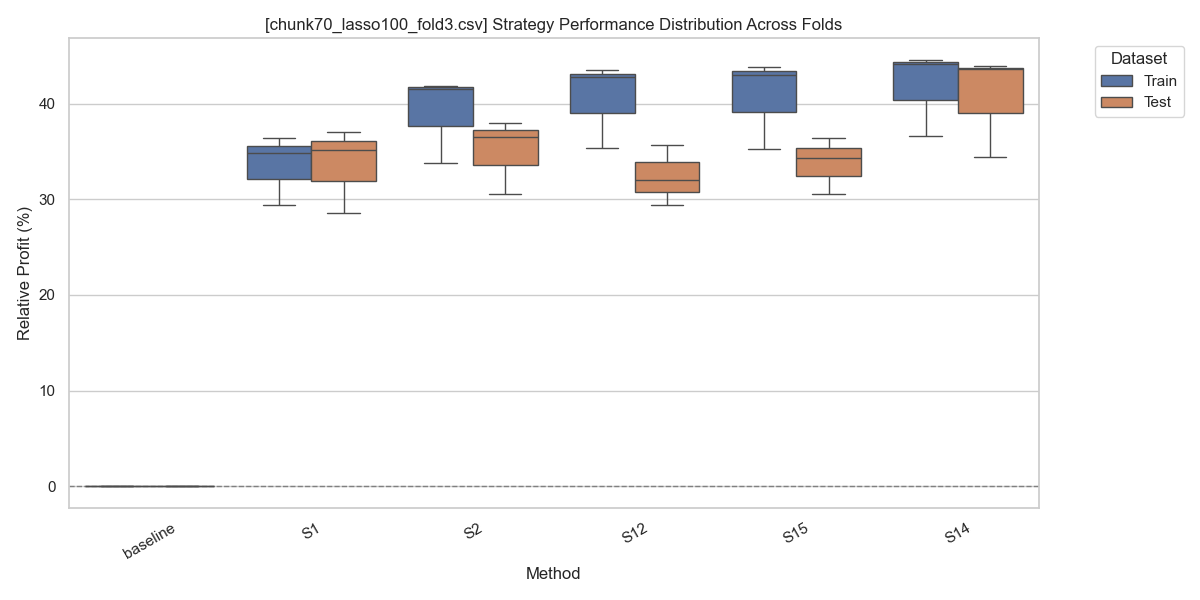 [chunk70_lasso100_fold3.csv] Strategy Performance Distribution Across Folds
Dataset
Train
Test
Relative Profit (%)
40
30
20
10
0
baseline
S1
S2
S12
S15
S14
Method